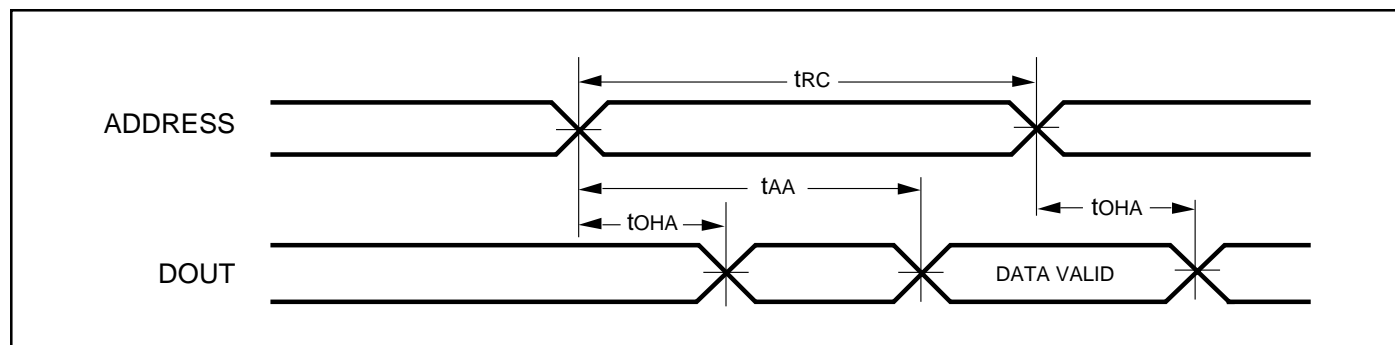 tRC
ADDRESS
tAA
tOHA
tOHA
DOUT
DATA VALID